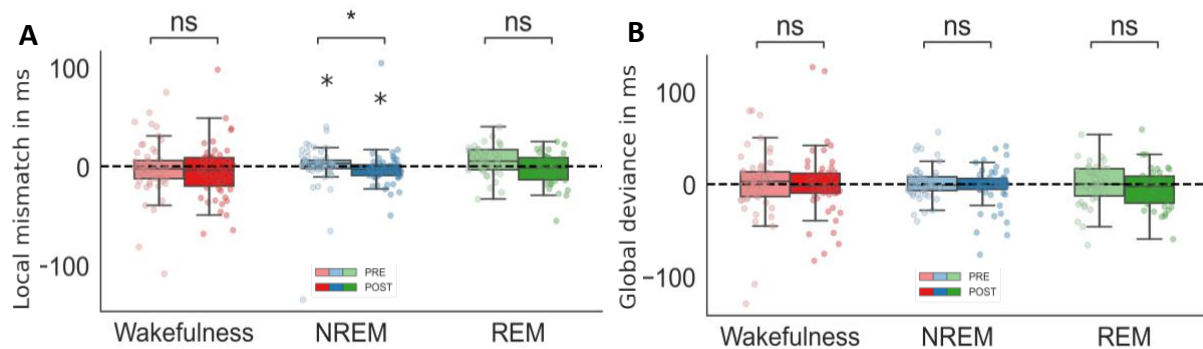 A
ns
*
ns
Local mismatch in ms
100
0
-100
*
*
PRE
POST
Wakefulness
NREM
REM
B
ns
ns
ns
Global deviance in ms
100
0
−100
PRE
POST
Wakefulness
NREM
REM